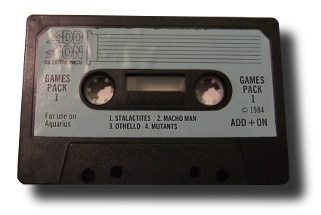 ADD
ON
GAMES
PACK
1
GAMES
PACK
1
© 1984
For use on
Aquarius
1. STALACTITES 2. MACHO MAN
3. OTHELLO 4. MUTANTS
ADD + ON